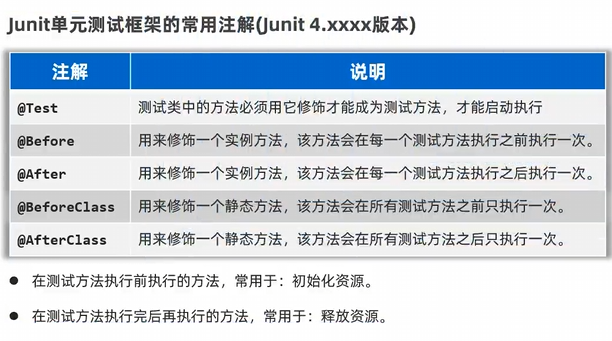 Junit单元测试框架的常用注解(Junit 4.xxxx版本)
注解 说明
@Test 测试类中的方法必须用它修饰才能成为测试方法，才能启动执行
@Before 用来修饰一个实例方法，该方法会在每一个测试方法执行之前执行一次。
@After 用来修饰一个实例方法，该方法会在每一个测试方法执行之后执行一次。
@BeforeClass 用来修饰一个静态方法，该方法会在所有测试方法之前只执行一次。
@AfterClass 用来修饰一个静态方法，该方法会在所有测试方法之后只执行一次。
● 在测试方法执行前执行的方法，常用于：初始化资源。
● 在测试方法执行完后再执行的方法，常用于：释放资源。